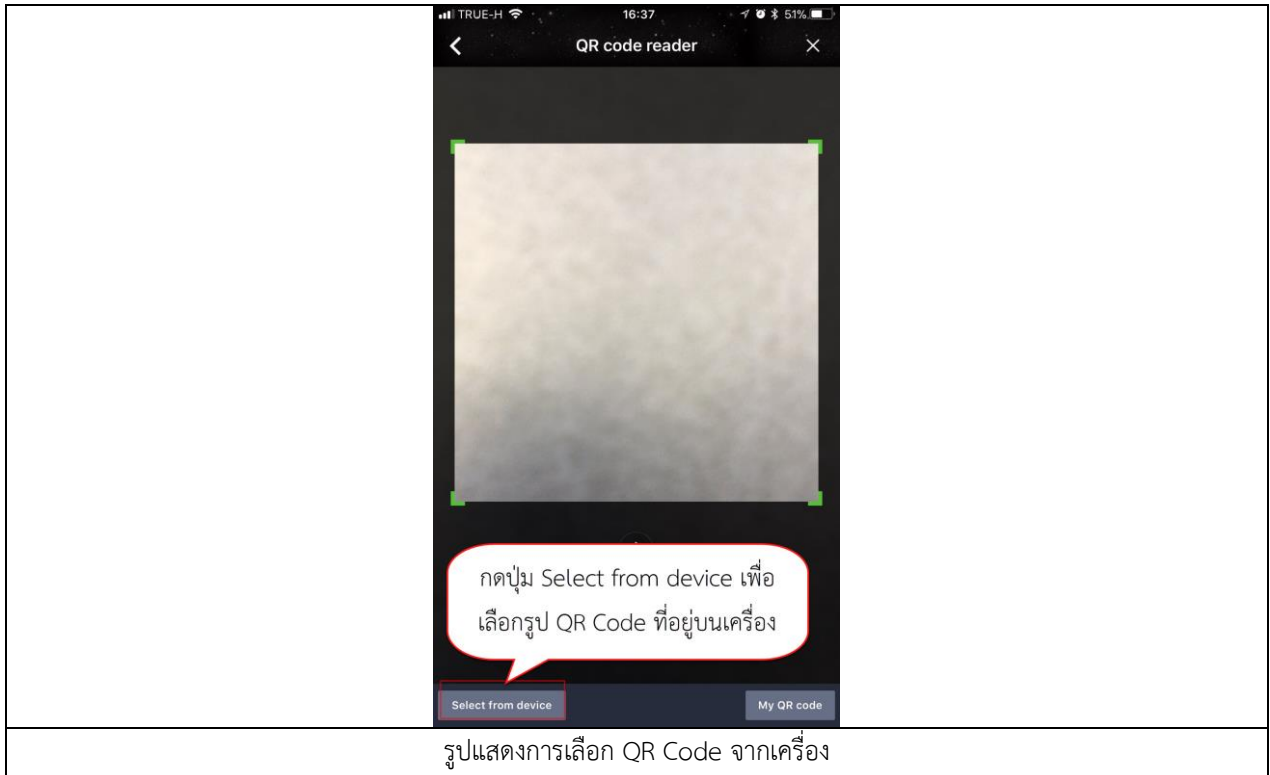 TRUE-H 16:37 51%
QR code reader
กดปุ่ม Select from device เพื่อ
เลือกรูป QR Code ที่อยู่บนเครื่อง
Select from device My QR code
รูปแสดงการเลือก QR Code จากเครื่อง